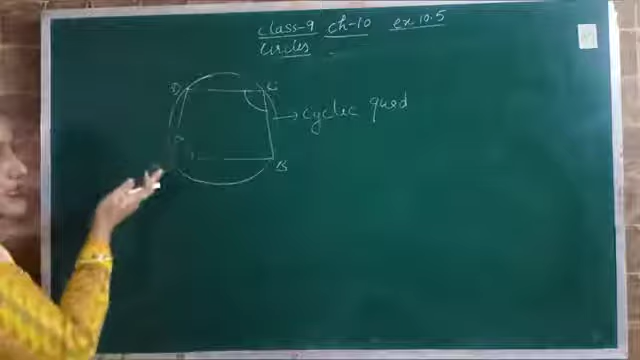 class-9 ch-10 ex 10.5
Circles
D C
cyclic quad
A
B